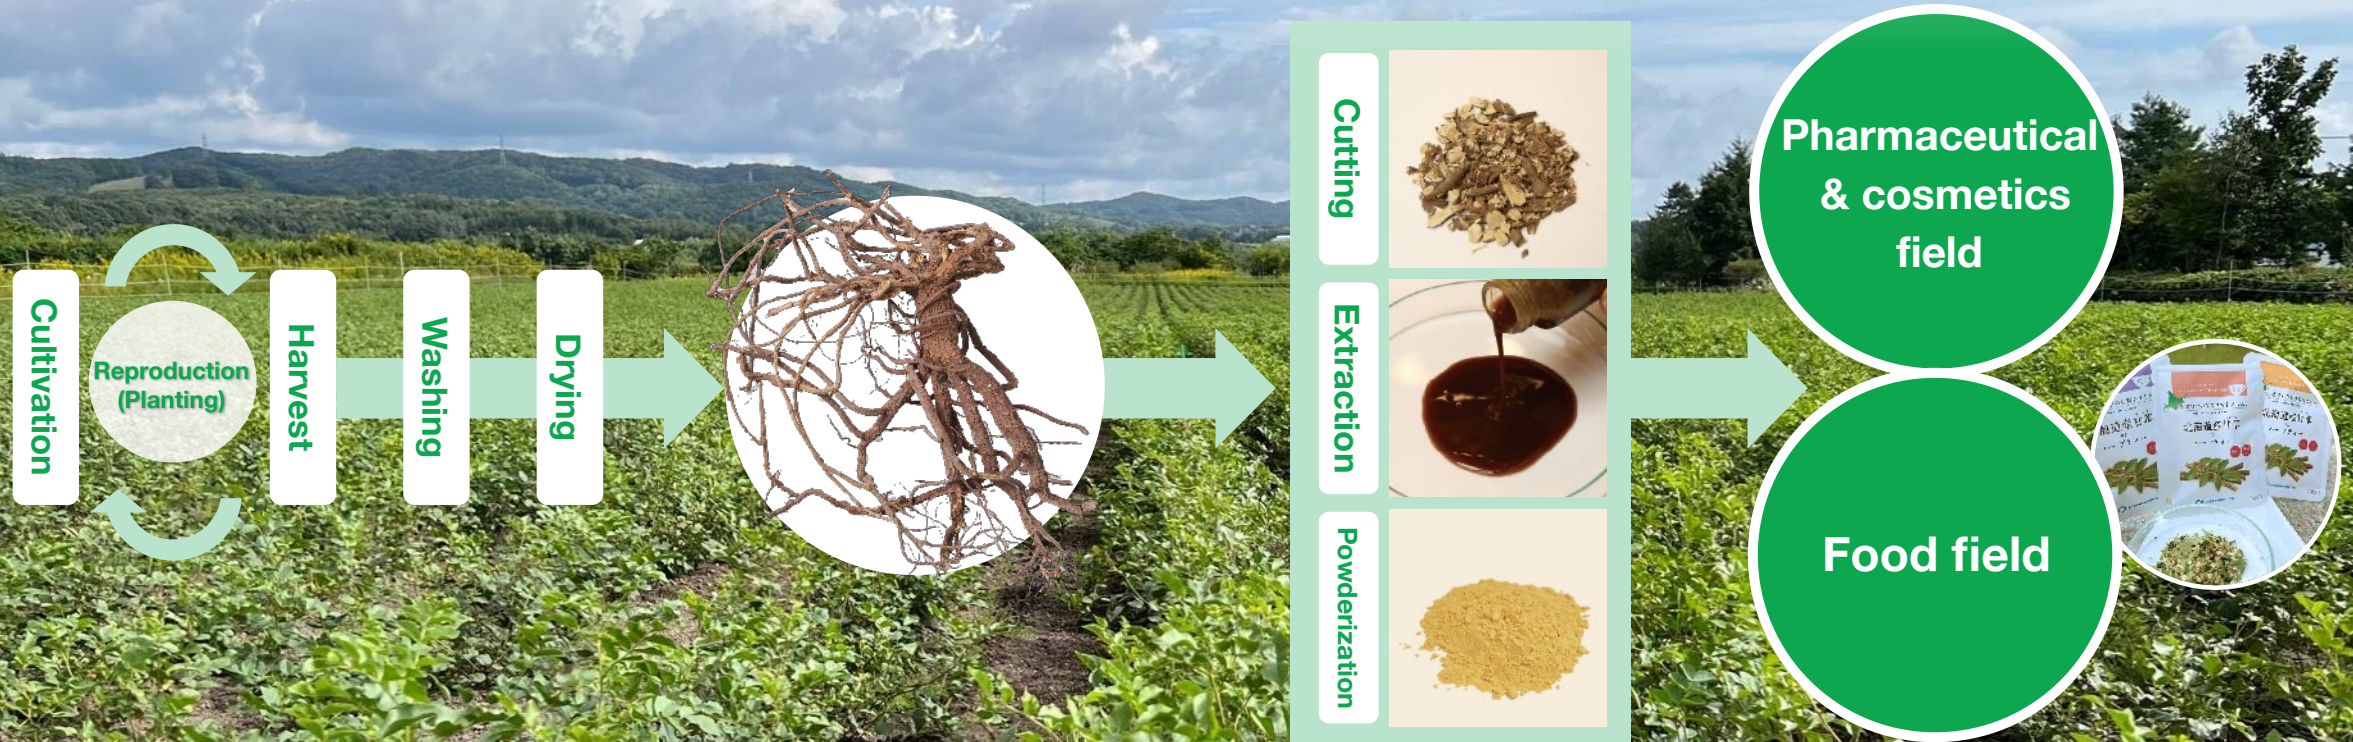 Cultivation
Reproduction
(Planting)
Harvest
Washing
Drying
Cutting
Extraction
Powderization
Pharmaceutical
& cosmetics
field
Food field